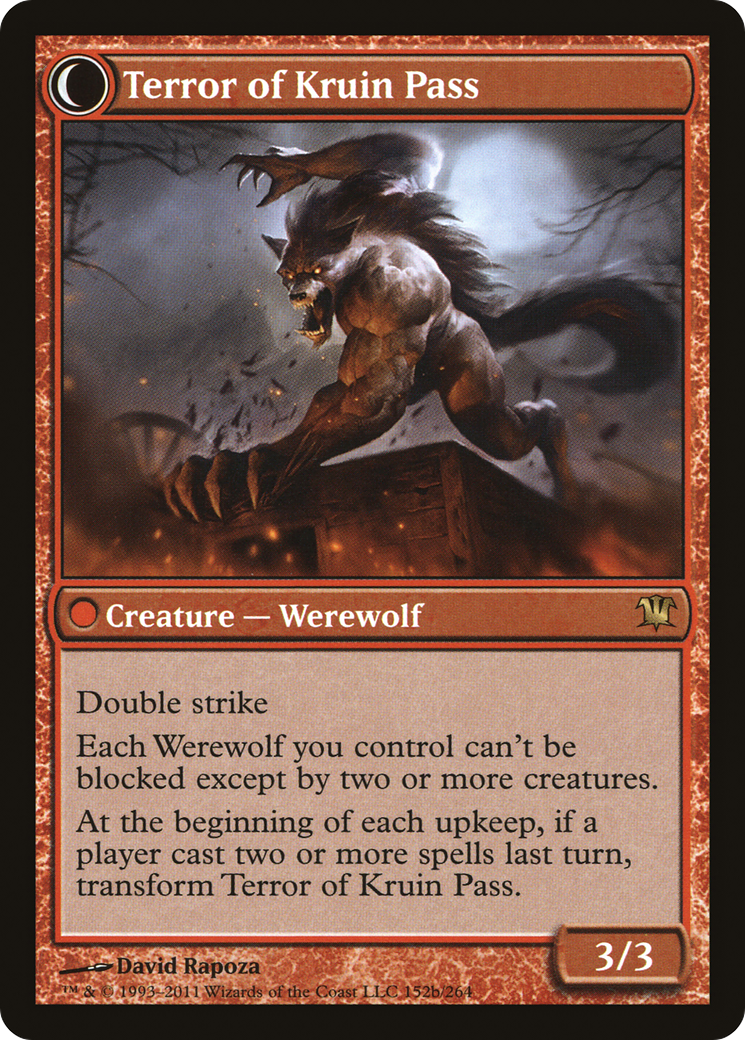 Terror of Kruin Pass
Creature — Werewolf
Double strike
Each Werewolf you control can't be
blocked except by two or more creatures.
At the beginning of each upkeep, if a
player cast two or more spells last turn,
transform Terror of Kruin Pass.
3/3
David Rapoza
™ & © 1993–2011 Wizards of the Coast LLC 152b/264